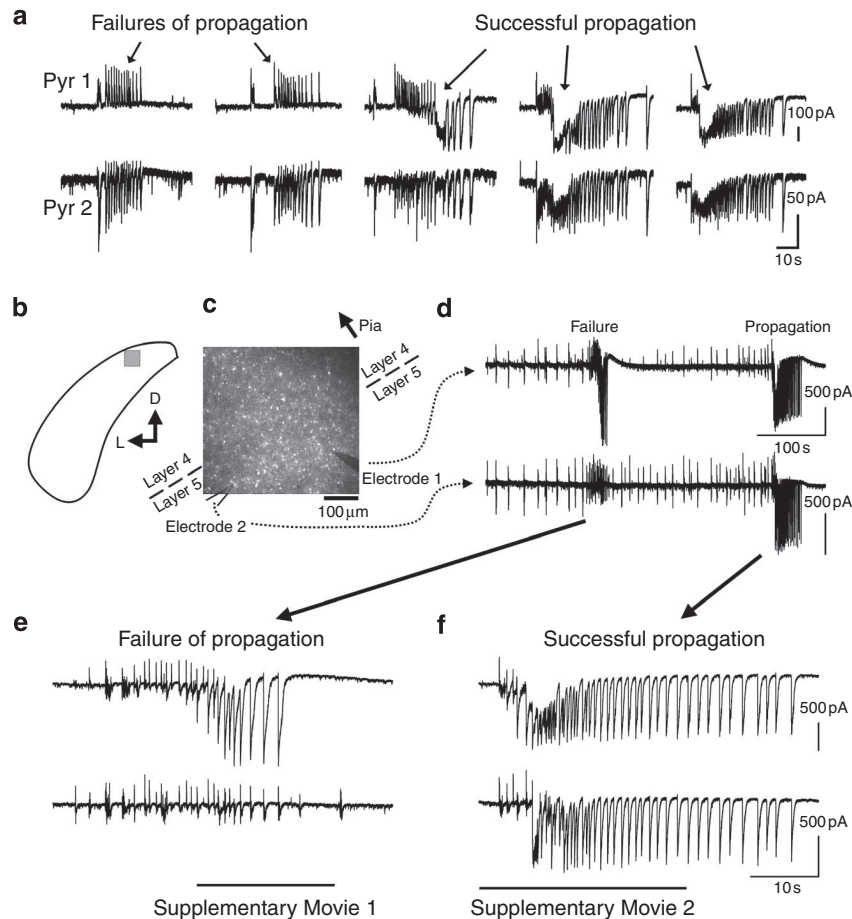 a
Failures of propagation
Successful propagation
Pyr 1
100 pA
Pyr 2
50 pA
10 s
b
D
L
c
Pia
Layer 4
Layer 5
Layer 4
Layer 5
Electrode 1
100 µm
Electrode 2
d
Failure
Propagation
500 pA
100 s
500 pA
e
Failure of propagation
f
Successful propagation
500 pA
500 pA
10 s
Supplementary Movie 1
Supplementary Movie 2